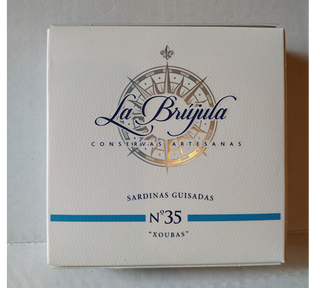 La Brújula
CONSERVAS ARTESANAS
SARDINAS GUISADAS
Nº35
"XOUBAS"